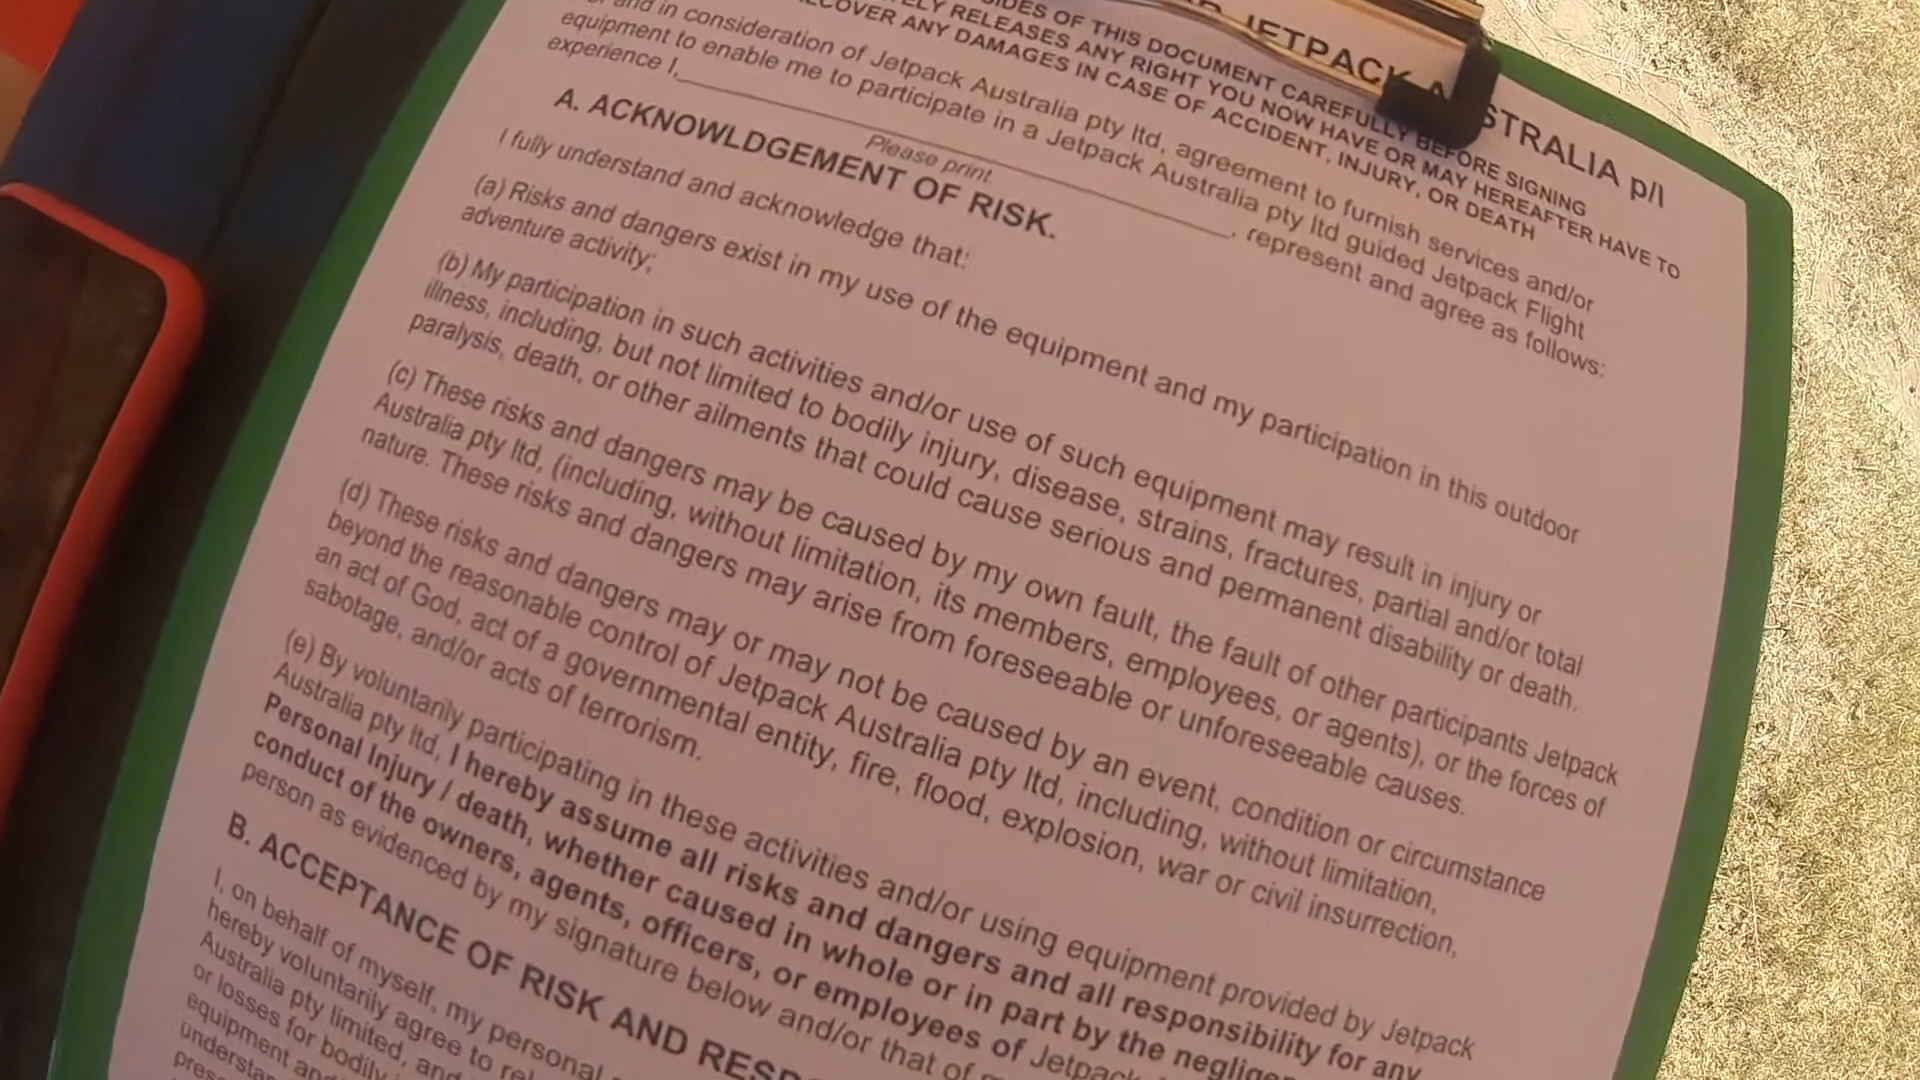 JETPACK AUSTRALIA p/l
SIDES OF THIS DOCUMENT CAREFULLY BEFORE SIGNING
RELEASES ANY RIGHT YOU NOW HAVE OR MAY HEREAFTER HAVE TO
RECOVER ANY DAMAGES IN CASE OF ACCIDENT, INJURY, OR DEATH
and in consideration of Jetpack Australia pty ltd, agreement to furnish services and/or
equipment to enable me to participate in a Jetpack Australia pty ltd guided Jetpack Flight
experience I, , represent and agree as follows:
Please print
A. ACKNOWLDGEMENT OF RISK.
I fully understand and acknowledge that:
(a) Risks and dangers exist in my use of the equipment and my participation in this outdoor
adventure activity;
(b) My participation in such activities and/or use of such equipment may result in injury or
illness, including, but not limited to bodily injury, disease, strains, fractures, partial and/or total
paralysis, death, or other ailments that could cause serious and permanent disability or death.
(c) These risks and dangers may be caused by my own fault, the fault of other participants Jetpack
Australia pty ltd, (including, without limitation, its members, employees, or agents), or the forces of
nature. These risks and dangers may arise from foreseeable or unforeseeable causes.
(d) These risks and dangers may or may not be caused by an event, condition or circumstance
beyond the reasonable control of Jetpack Australia pty ltd, including, without limitation,
an act of God, act of a governmental entity, fire, flood, explosion, war or civil insurrection,
sabotage, and/or acts of terrorism.
(e) By voluntarily participating in these activities and/or using equipment provided by Jetpack
Australia pty ltd, I hereby assume all risks and dangers and all responsibility for any
Personal Injury / death, whether caused in whole or in part by the
conduct of the owners, agents, officers, or employees of Jetpack
person as evidenced by my signature below and/or that of
B. ACCEPTANCE OF RISK AND
I, on behalf of myself, my personal
hereby voluntarily agree to
Australia pty limited, and
or losses for bodily
equipment and